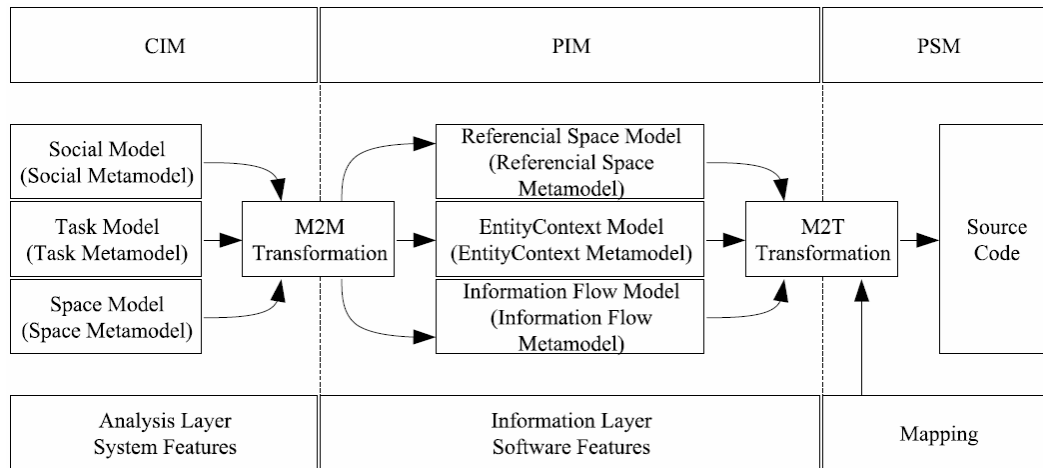 CIM
PIM
PSM
Social Model
(Social Metamodel)
Task Model
(Task Metamodel)
Space Model
(Space Metamodel)
M2M
Transformation
Referencial Space Model
(Referencial Space
Metamodel)
EntityContext Model
(EntityContext Metamodel)
Information Flow Model
(Information Flow
Metamodel)
M2T
Transformation
Source
Code
Analysis Layer
System Features
Information Layer
Software Features
Mapping